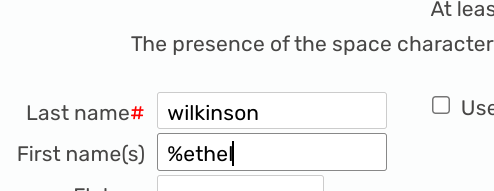 At leas
The presence of the space character
Last name# wilkinson
Use
First name(s) %ethel